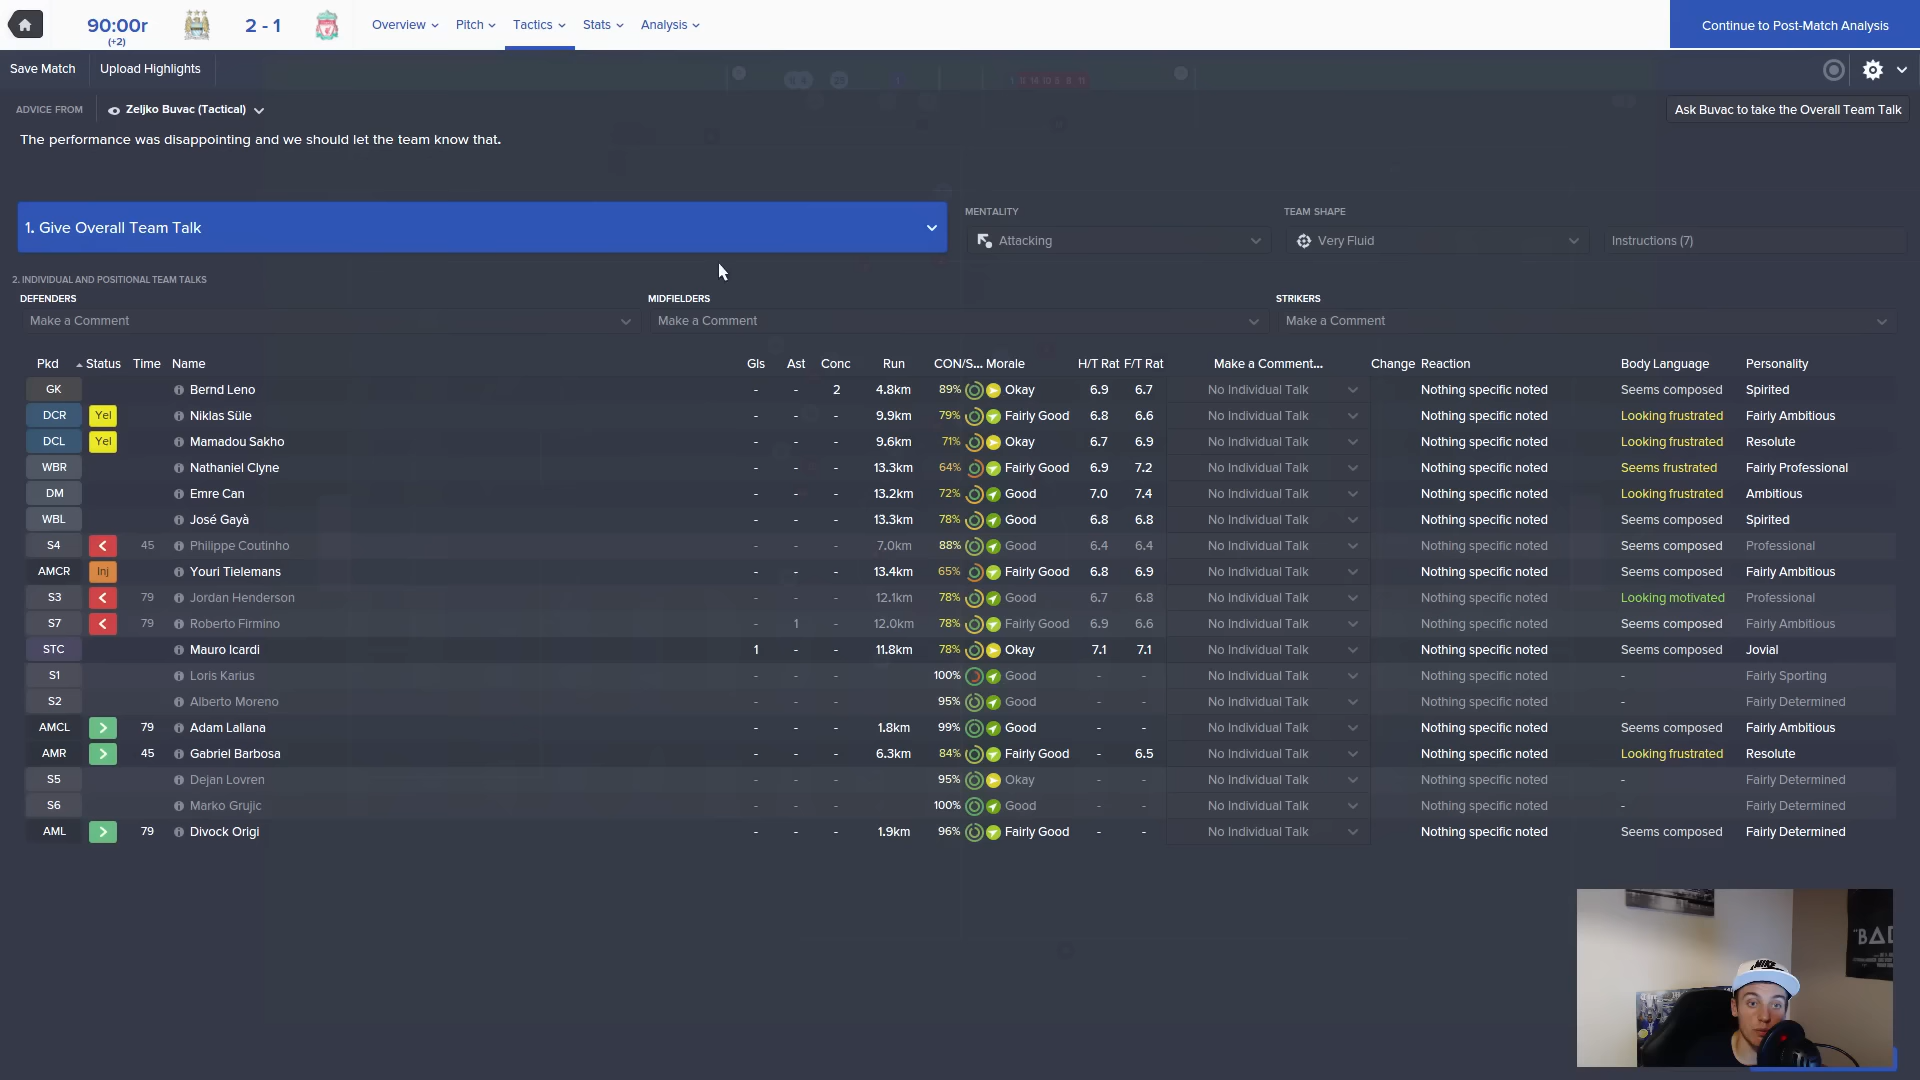 90:00r 2 - 1 Overview Pitch Tactics Stats Analysis Continue to Post-Match Analysis
(+2)
Save Match Upload Highlights
ADVICE FROM Zeljko Buvac (Tactical) Ask Buvac to take the Overall Team Talk
The performance was disappointing and we should let the team know that.
MENTALITY TEAM SHAPE
1. Give Overall Team Talk Attacking Very Fluid Instructions (7)
2. INDIVIDUAL AND POSITIONAL TEAM TALKS
DEFENDERS MIDFIELDERS STRIKERS
Make a Comment Make a Comment Make a Comment
Pkd Status Time Name Gls Ast Conc Run CON/S... Morale H/T Rat F/T Rat Make a Comment... Change Reaction Body Language Personality
GK Bernd Leno - - 2 4.8km 89% Okay 6.9 6.7 No Individual Talk Nothing specific noted Seems composed Spirited
DCR Yel Niklas Süle - - - 9.9km 79% Fairly Good 6.8 6.6 No Individual Talk Nothing specific noted Looking frustrated Fairly Ambitious
DCL Yel Mamadou Sakho - - - 9.6km 71% Okay 6.7 6.9 No Individual Talk Nothing specific noted Looking frustrated Resolute
WBR Nathaniel Clyne - - - 13.3km 64% Fairly Good 6.9 7.2 No Individual Talk Nothing specific noted Seems frustrated Fairly Professional
DM Emre Can - - - 13.2km 72% Good 7.0 7.4 No Individual Talk Nothing specific noted Looking frustrated Ambitious
WBL José Gayà - - - 13.3km 78% Good 6.8 6.8 No Individual Talk Nothing specific noted Seems composed Spirited
S4 45 Philippe Coutinho - - - 7.0km 88% Good 6.4 6.4 No Individual Talk Nothing specific noted Seems composed Professional
AMCR Inj Youri Tielemans - - - 13.4km 65% Fairly Good 6.8 6.9 No Individual Talk Nothing specific noted Seems composed Fairly Ambitious
S3 79 Jordan Henderson - - - 12.1km 78% Good 6.7 6.8 No Individual Talk Nothing specific noted Looking motivated Professional
S7 79 Roberto Firmino - 1 - 12.0km 78% Fairly Good 6.9 6.6 No Individual Talk Nothing specific noted Seems composed Fairly Ambitious
STC Mauro Icardi 1 - - 11.8km 78% Okay 7.1 7.1 No Individual Talk Nothing specific noted Seems composed Jovial
S1 Loris Karius - - - 100% Good - - No Individual Talk Nothing specific noted - Fairly Sporting
S2 Alberto Moreno - - - 95% Good - - No Individual Talk Nothing specific noted - Fairly Determined
AMCL 79 Adam Lallana - - - 1.8km 99% Good - - No Individual Talk Nothing specific noted Seems composed Fairly Ambitious
AMR 45 Gabriel Barbosa - - - 6.3km 84% Fairly Good - 6.5 No Individual Talk Nothing specific noted Looking frustrated Resolute
S5 Dejan Lovren - - - 95% Okay - - No Individual Talk Nothing specific noted - Fairly Determined
S6 Marko Grujic - - - 100% Good - - No Individual Talk Nothing specific noted - Fairly Determined
AML 79 Divock Origi - - - 1.9km 96% Fairly Good - - No Individual Talk Nothing specific noted Seems composed Fairly Determined
"BAD
NIKE